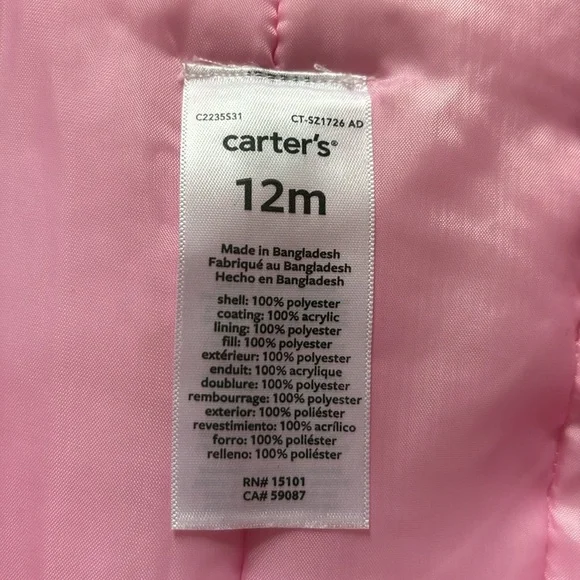 C2235S31 CT-SZ1726 AD
carter's®
12m
Made in Bangladesh
Fabriqué au Bangladesh
Hecho en Bangladesh
shell: 100% polyester
coating: 100% acrylic
lining: 100% polyester
fill: 100% polyester
extérieur: 100% polyester
enduit: 100% acrylique
doublure: 100% polyester
rembourrage: 100% polyester
exterior: 100% poliéster
revestimiento: 100% acrílico
forro: 100% poliéster
relleno: 100% poliéster
RN# 15101
CA# 59087